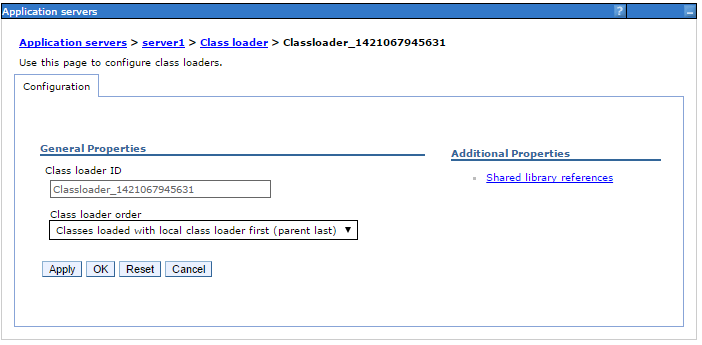 Application servers ? –
Application servers > server1 > Class loader > Classloader_1421067945631
Use this page to configure class loaders.
Configuration
General Properties
Class loader ID
Classloader_1421067945631
Class loader order
Classes loaded with local class loader first (parent last) ▼
Apply OK Reset Cancel
Additional Properties
Shared library references